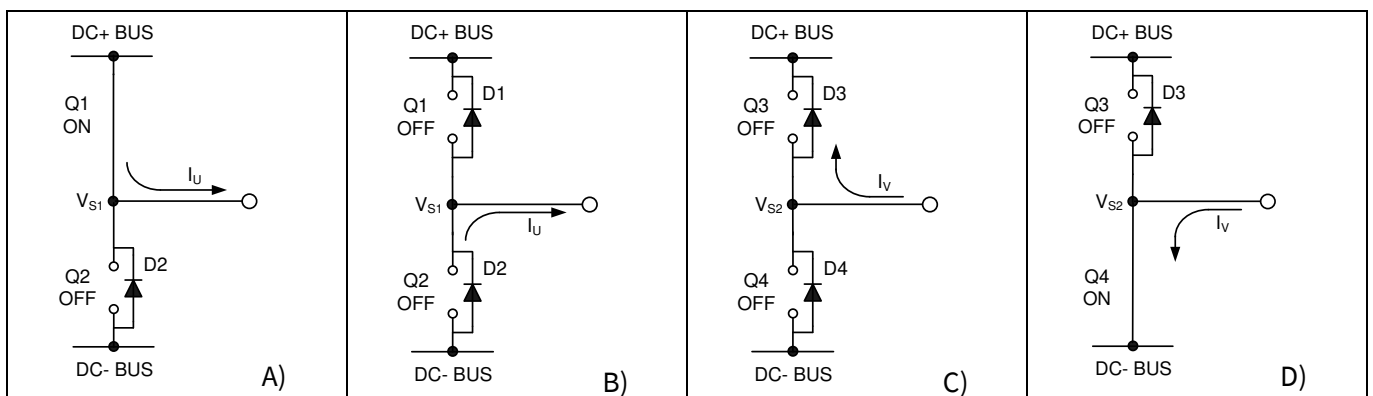 DC+ BUS
Q1
ON
I_U
V_S1
Q2
OFF
D2
DC- BUS
A)
DC+ BUS
Q1
OFF
D1
V_S1
I_U
Q2
OFF
D2
DC- BUS
B)
DC+ BUS
Q3
OFF
D3
I_V
V_S2
Q4
OFF
D4
DC- BUS
C)
DC+ BUS
Q3
OFF
D3
V_S2
I_V
Q4
ON
DC- BUS
D)